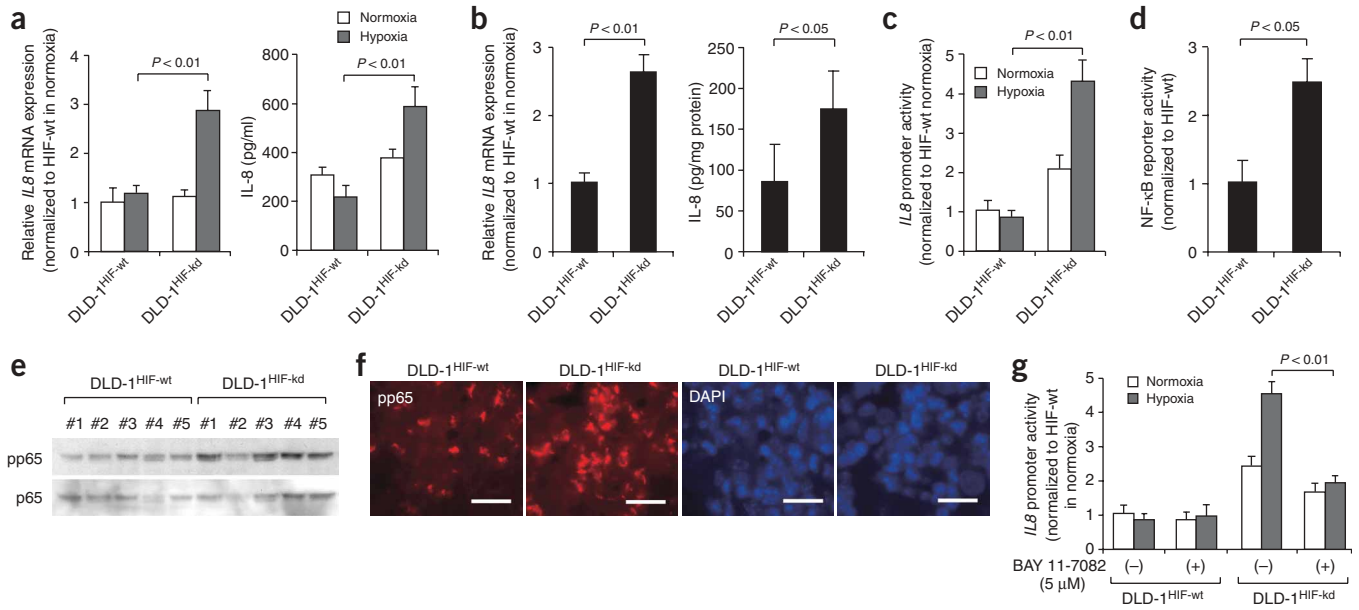 a
Normoxia
Hypoxia
P < 0.01
Relative IL8 mRNA expression
(normalized to HIF-wt in normoxia)
4
3
2
1
0
DLD-1HIF-wt
DLD-1HIF-kd
P < 0.01
IL-8 (pg/ml)
800
600
400
200
0
DLD-1HIF-wt
DLD-1HIF-kd
b
P < 0.01
Relative IL8 mRNA expression
(normalized to HIF-wt in normoxia)
3
2
1
0
DLD-1HIF-wt
DLD-1HIF-kd
P < 0.05
IL-8 (pg/mg protein)
250
200
150
100
50
0
DLD-1HIF-wt
DLD-1HIF-kd
c
P < 0.01
Normoxia
Hypoxia
IL8 promoter activity
(normalized to HIF-wt normoxia)
6
5
4
3
2
1
0
DLD-1HIF-wt
DLD-1HIF-kd
d
P < 0.05
NF-κB reporter activity
(normalized to HIF-wt)
3
2
1
0
DLD-1HIF-wt
DLD-1HIF-kd
e
DLD-1HIF-wt DLD-1HIF-kd
#1 #2 #3 #4 #5 #1 #2 #3 #4 #5
pp65
p65
f
DLD-1HIF-wt DLD-1HIF-kd DLD-1HIF-wt DLD-1HIF-kd
pp65
DAPI
g
P < 0.01
Normoxia
Hypoxia
IL8 promoter activity
(normalized to HIF-wt
in normoxia)
5
4
3
2
1
0
BAY 11-7082 (–) (+) (–) (+)
(5 μM)
DLD-1HIF-wt DLD-1HIF-kd